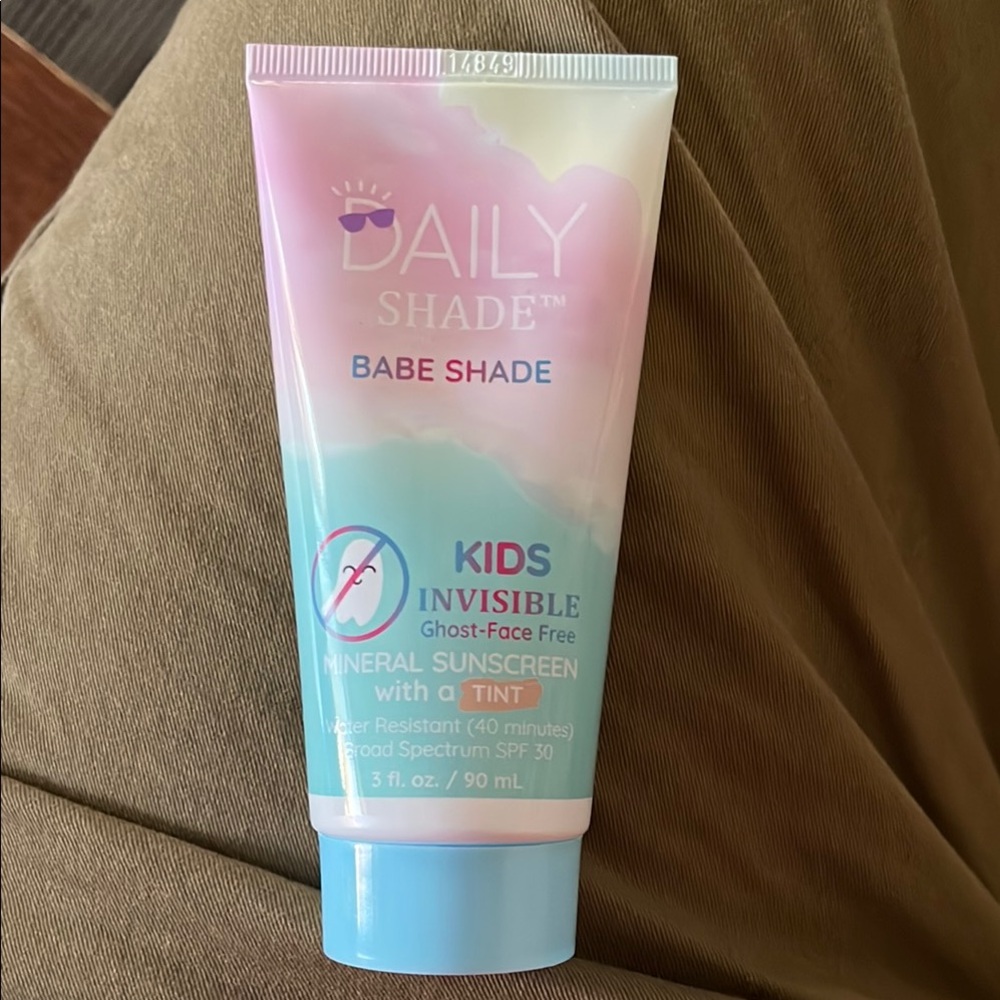 14849
DAILY
SHADE™
BABE SHADE
KIDS
INVISIBLE
Ghost-Face Free
MINERAL SUNSCREEN
with a TINT
Water Resistant (40 minutes)
Broad Spectrum SPF 30
3 fl. oz. / 90 mL